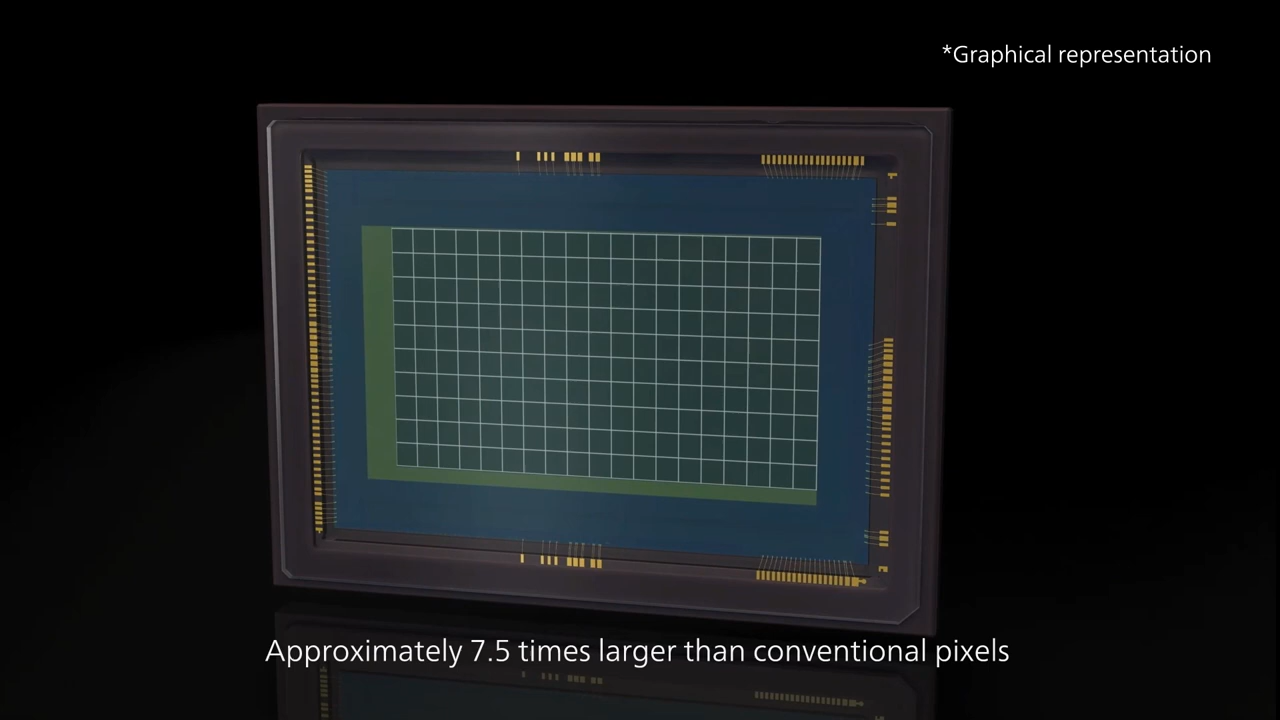 *Graphical representation
Approximately 7.5 times larger than conventional pixels